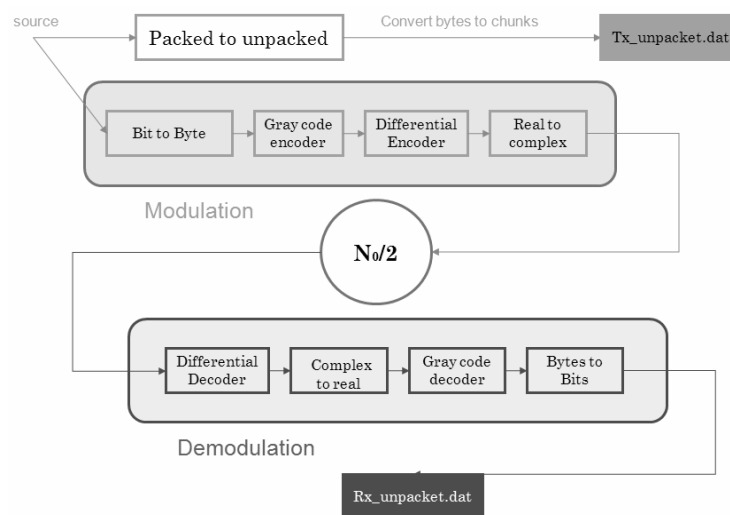 source
Packed to unpacked
Convert bytes to chunks
Tx_unpacket.dat
Bit to Byte
Gray code
encoder
Differential
Encoder
Real to
complex
Modulation
N₀/2
Differential
Decoder
Complex
to real
Gray code
decoder
Bytes to
Bits
Demodulation
Rx_unpacket.dat